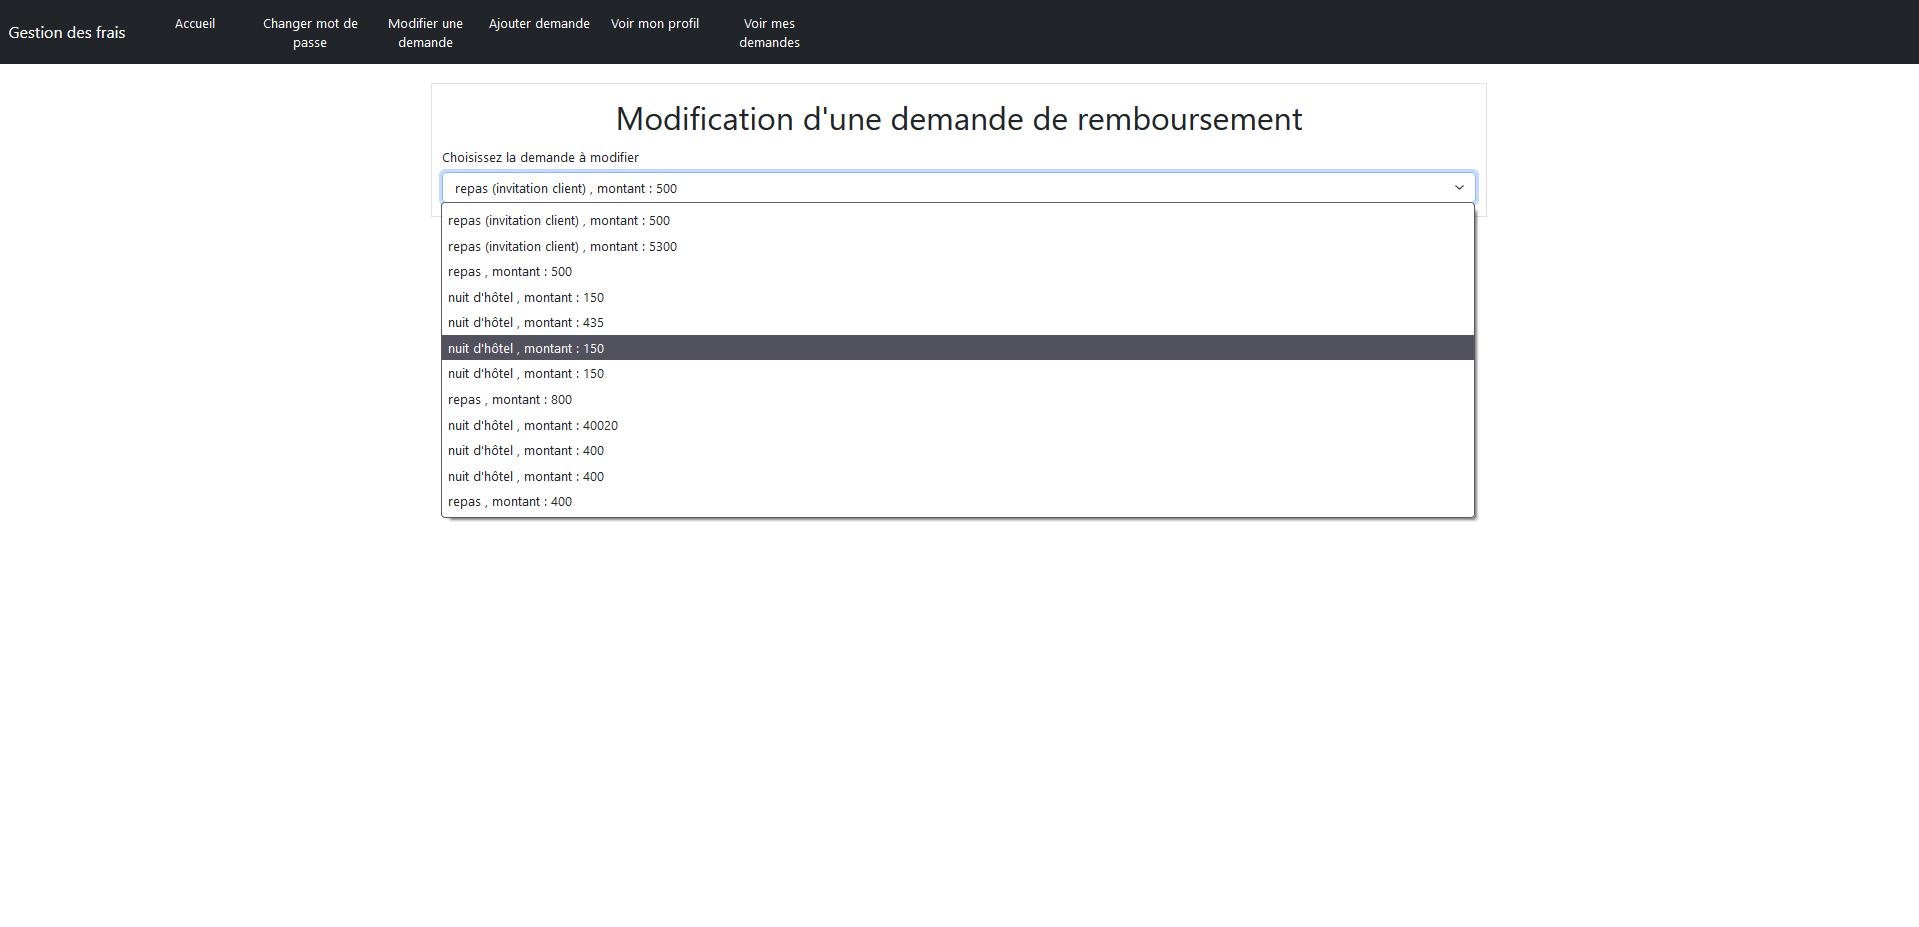 Gestion des frais
Accueil
Changer mot de
passe
Modifier une
demande
Ajouter demande
Voir mon profil
Voir mes
demandes
Modification d'une demande de remboursement
Choisissez la demande à modifier
repas (invitation client) , montant : 500
repas (invitation client) , montant : 500
repas (invitation client) , montant : 5300
repas , montant : 500
nuit d'hôtel , montant : 150
nuit d'hôtel , montant : 435
nuit d'hôtel , montant : 150
nuit d'hôtel , montant : 150
repas , montant : 800
nuit d'hôtel , montant : 40020
nuit d'hôtel , montant : 400
nuit d'hôtel , montant : 400
repas , montant : 400